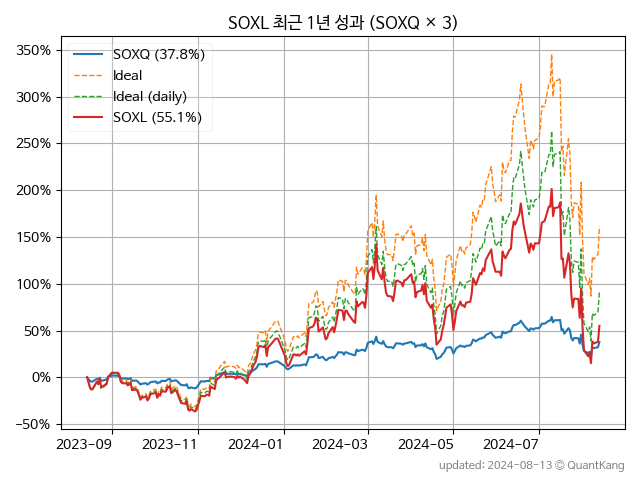 SOXL 최근 1년 성과 (SOXQ × 3)
350%
300%
250%
200%
150%
100%
50%
0%
−50%
SOXQ (37.8%)
Ideal
Ideal (daily)
SOXL (55.1%)
2023-09
2023-11
2024-01
2024-03
2024-05
2024-07
updated: 2024-08-13 © QuantKang